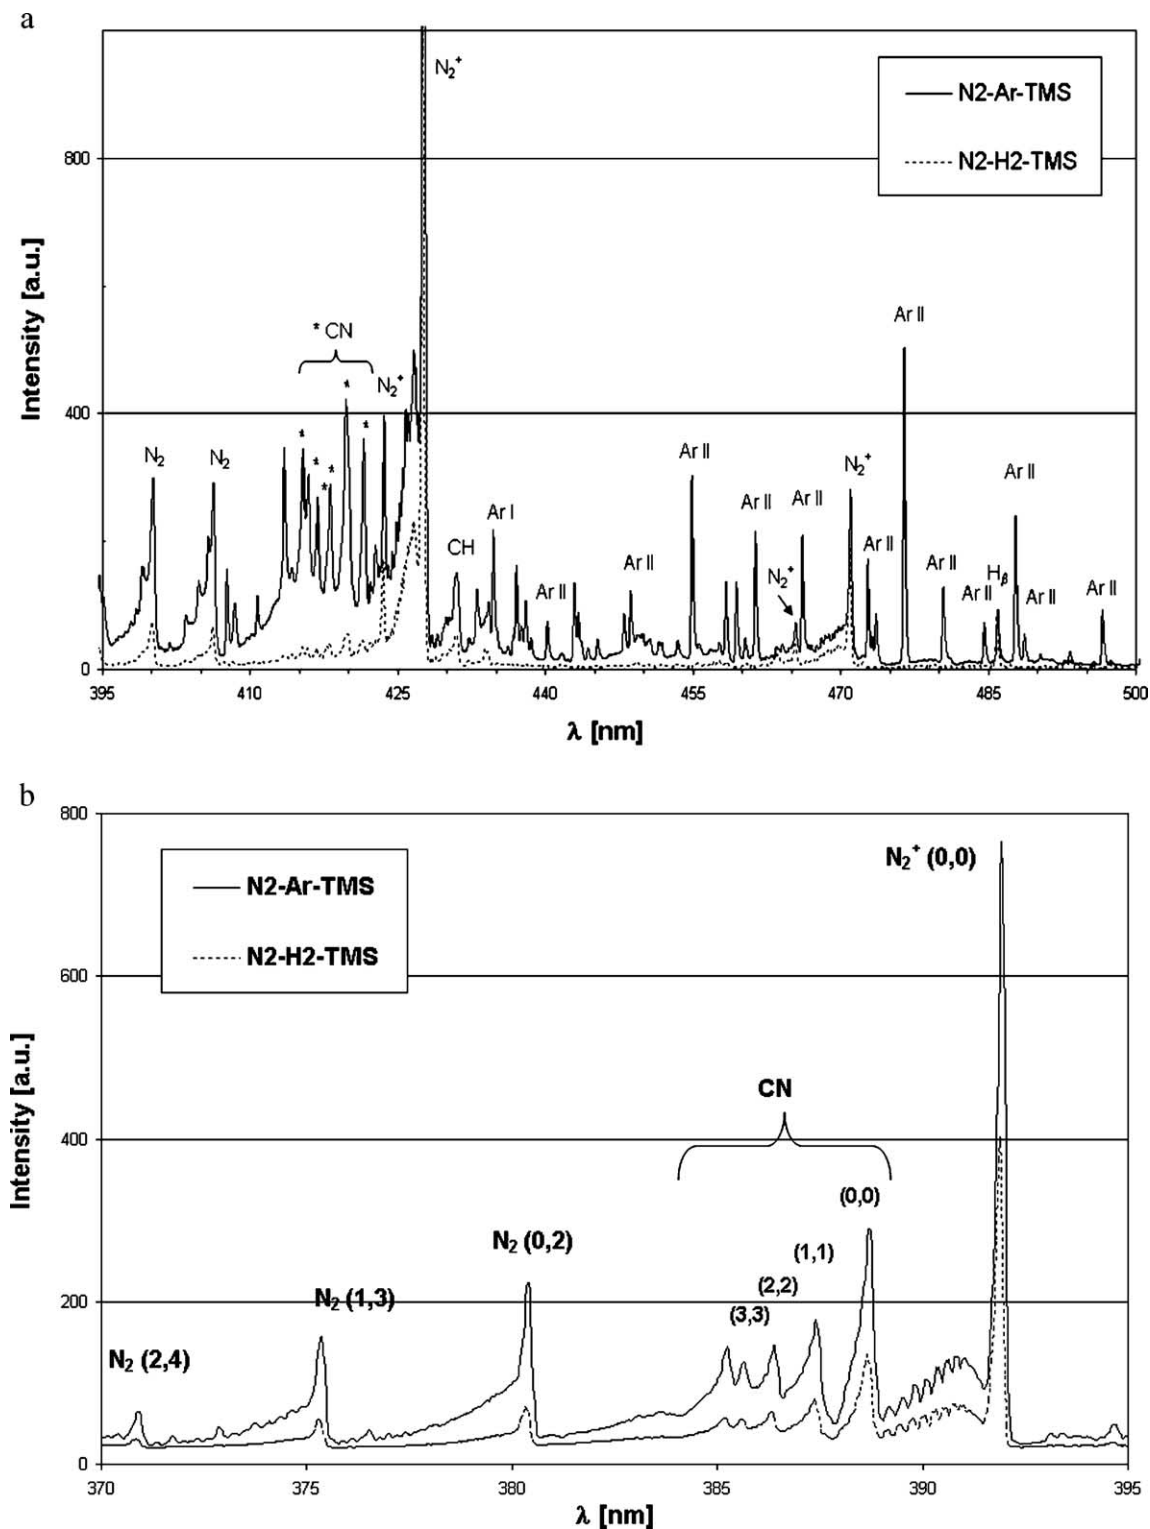 a
N₂⁺
N2-Ar-TMS
N2-H2-TMS
800
400
0
Intensity [a.u.]
* CN
N₂⁺
N₂
N₂
*
*
*
*
*
*
CH
Ar I
Ar II
Ar II
Ar II
Ar II
N₂⁺
Ar II
N₂⁺
Ar II
Ar II
Ar II
Ar II
Hβ
Ar II
Ar II
Ar II
395
410
425
440
455
470
485
500
λ [nm]
b
N2-Ar-TMS
N2-H2-TMS
800
600
400
200
0
Intensity [a.u.]
N₂⁺ (0,0)
CN
(0,0)
(1,1)
(2,2)
(3,3)
N₂ (0,2)
N₂ (1,3)
N₂ (2,4)
370
375
380
385
390
395
λ [nm]